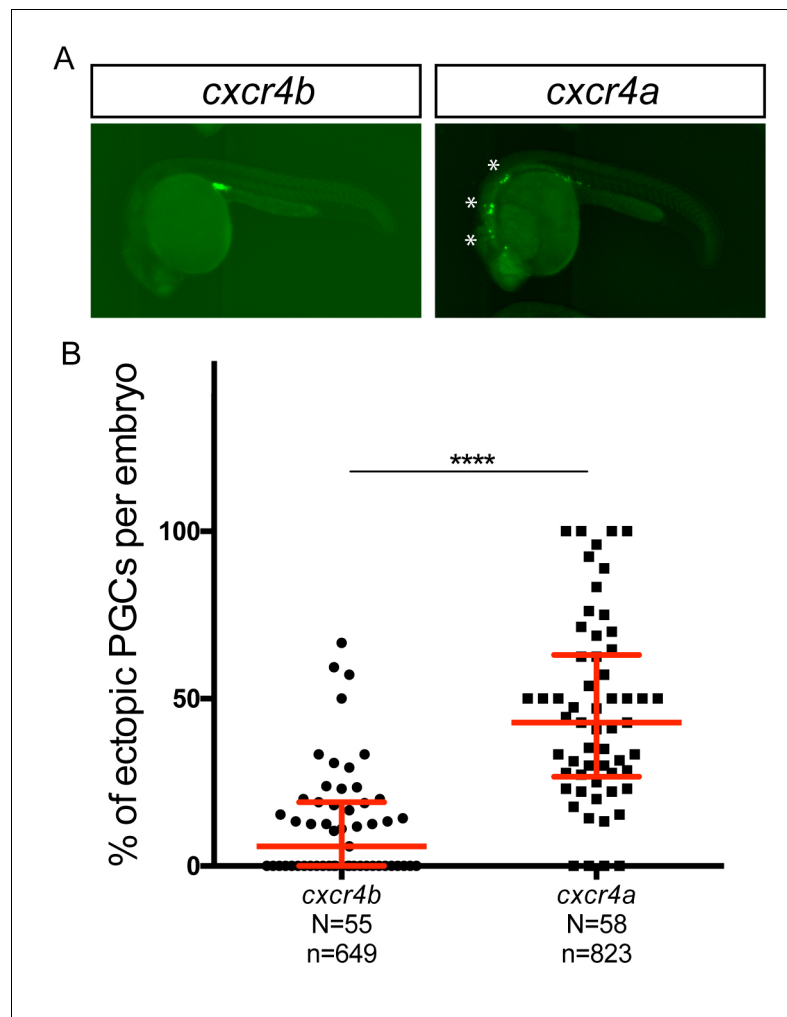 A
cxcr4b cxcr4a
*
*
*
B
% of ectopic PGCs per embryo
****
100
50
0
cxcr4b cxcr4a
N=55 N=58
n=649 n=823